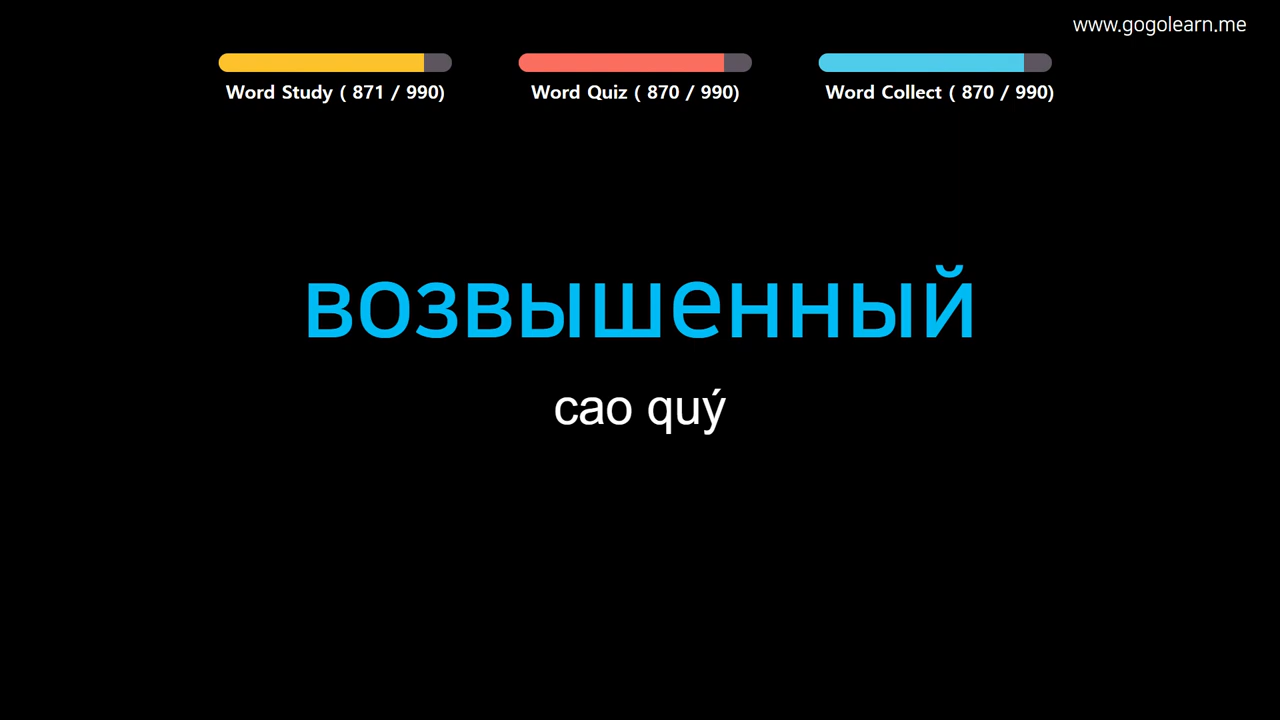 www.gogolearn.me
Word Study ( 871 / 990)
Word Quiz ( 870 / 990)
Word Collect ( 870 / 990)
возвышенный
cao quý